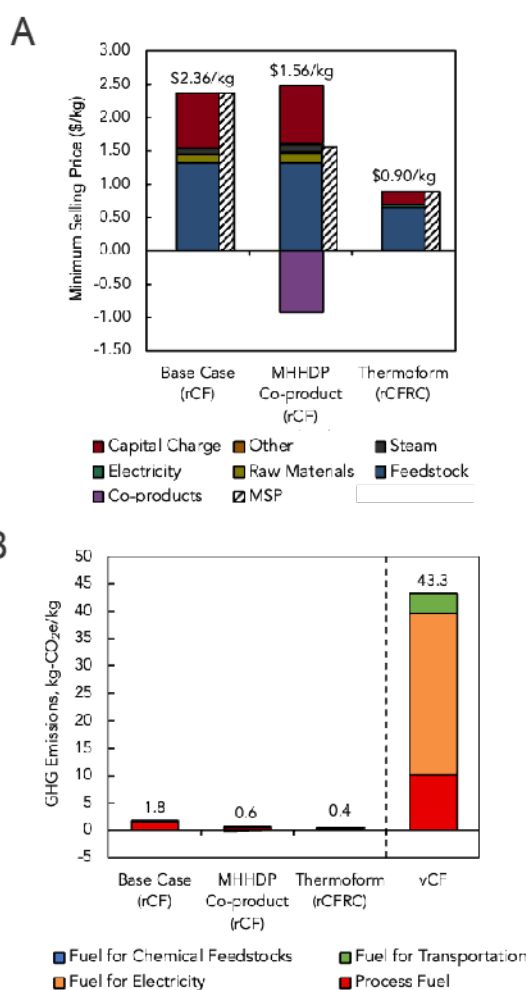 A
Minimum Selling Price ($/kg)
3.00
2.50
2.00
1.50
1.00
0.50
0.00
-0.50
-1.00
-1.50
$2.36/kg
$1.56/kg
$0.90/kg
Base Case
(rCF)
MHHDP
Co-product
(rCF)
Thermoform
(rCFRC)
Capital Charge
Other
Steam
Electricity
Raw Materials
Feedstock
Co-products
MSP
B
GHG Emissions, kg-CO₂e/kg
50
45
40
35
30
25
20
15
10
5
0
-5
1.8
0.6
0.4
43.3
Base Case
(rCF)
MHHDP
Co-product
(rCF)
Thermoform
(rCFRC)
vCF
Fuel for Chemical Feedstocks
Fuel for Transportation
Fuel for Electricity
Process Fuel